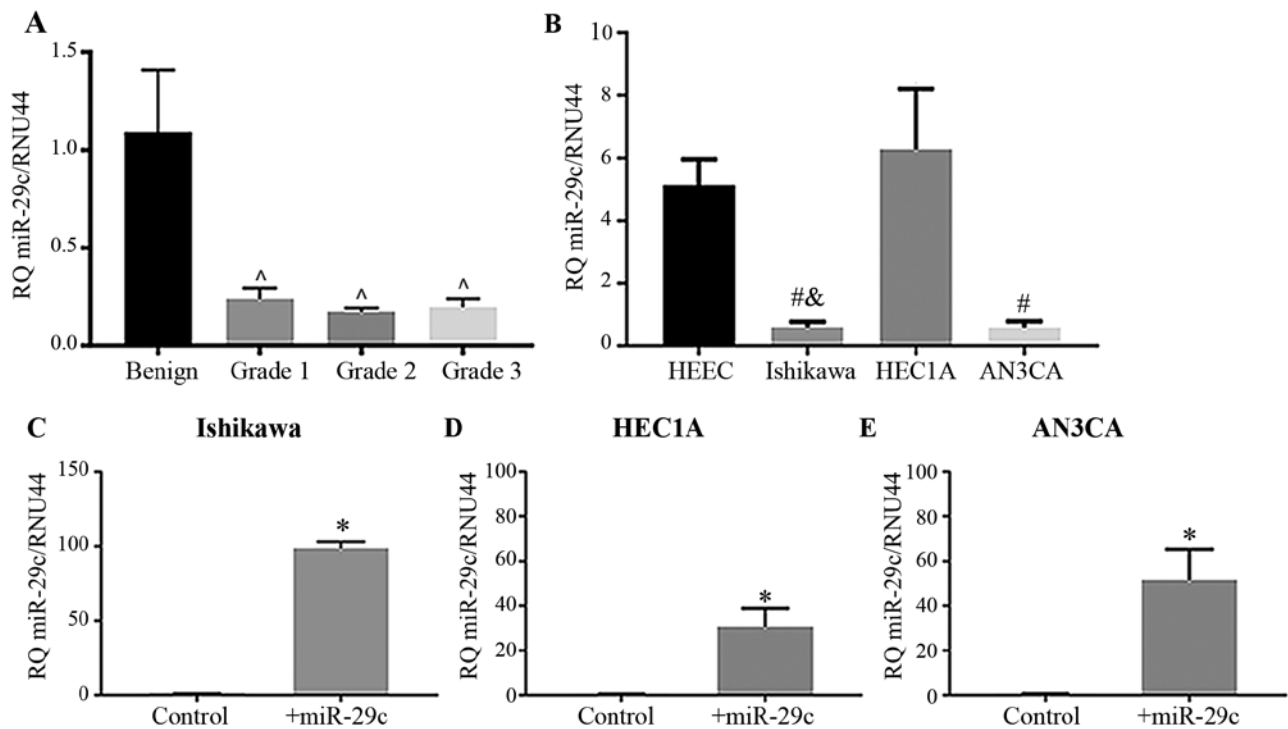 A
RQ miR-29c/RNU44
1.5
1.0
0.5
0.0
^
^
^
Benign
Grade 1
Grade 2
Grade 3
B
RQ miR-29c/RNU44
10
8
6
4
2
0
#&
#
HEEC
Ishikawa
HEC1A
AN3CA
C
Ishikawa
RQ miR-29c/RNU44
150
100
50
0
*
Control
+miR-29c
D
HEC1A
RQ miR-29c/RNU44
100
80
60
40
20
0
*
Control
+miR-29c
E
AN3CA
RQ miR-29c/RNU44
100
80
60
40
20
0
*
Control
+miR-29c